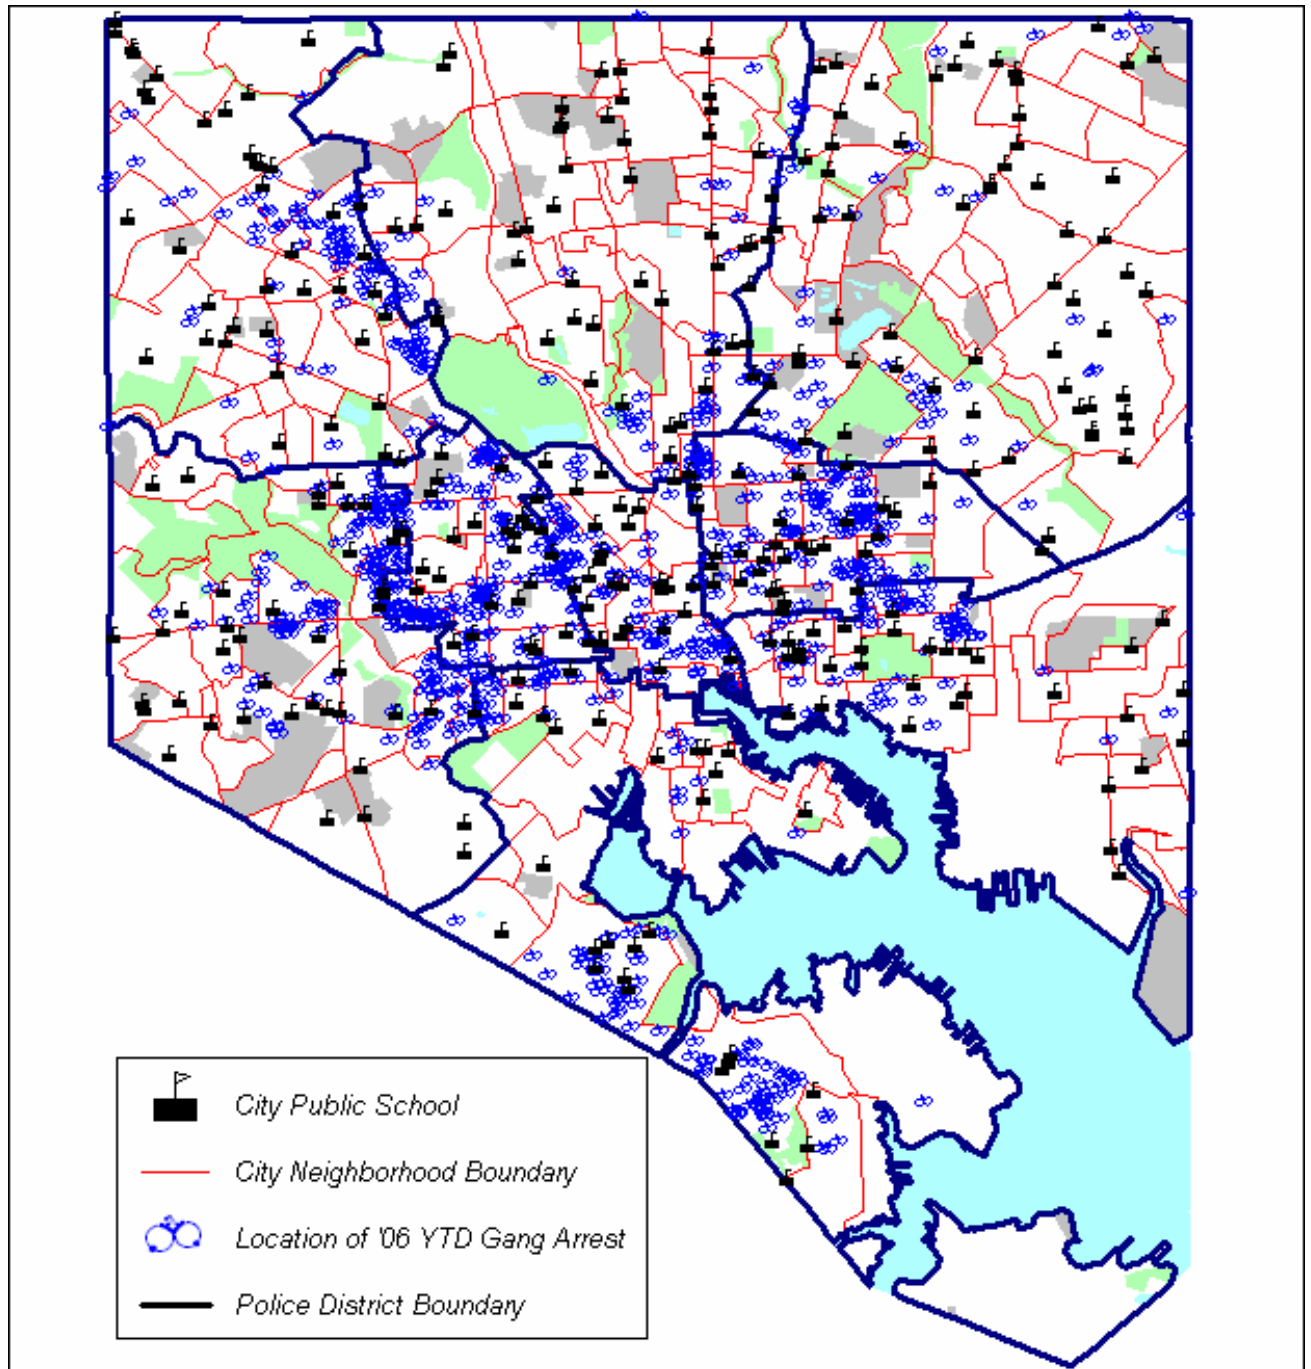 City Public School
City Neighborhood Boundary
Location of '06 YTD Gang Arrest
Police District Boundary